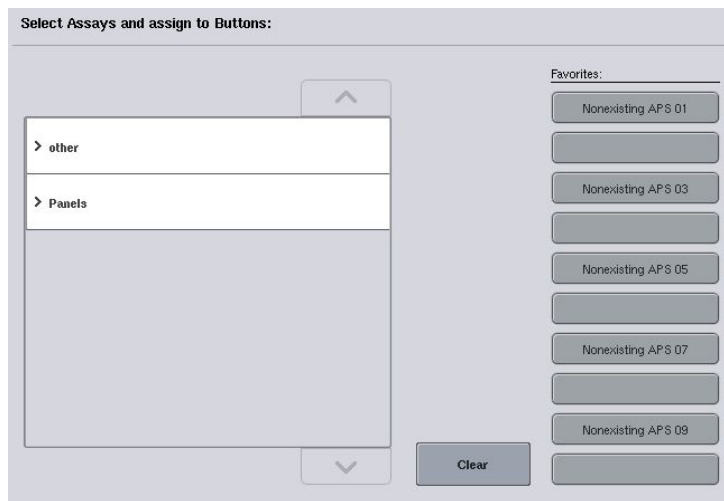 Select Assays and assign to Buttons:
Favorites:
Nonexisting APS 01
other
Nonexisting APS 03
Panels
Nonexisting APS 05
Nonexisting APS 07
Nonexisting APS 09
Clear